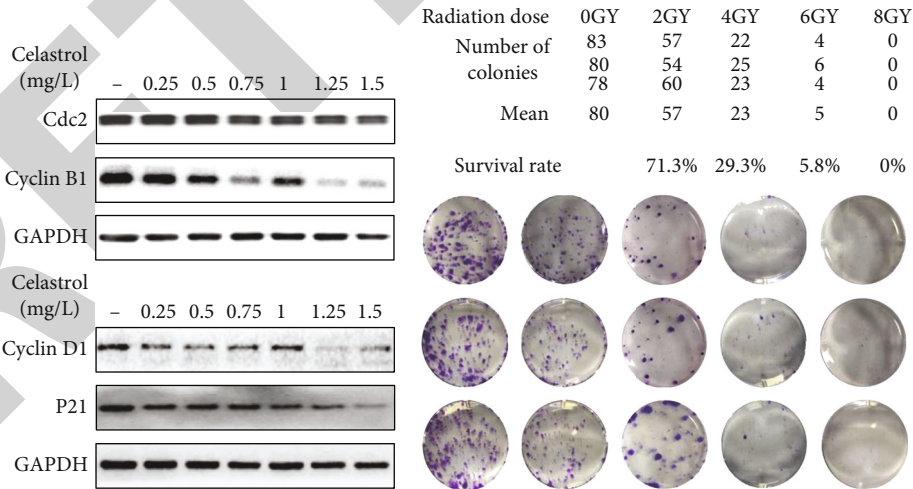 Celastrol
(mg/L)
– 0.25 0.5 0.75 1 1.25 1.5
Cdc2
Cyclin B1
GAPDH
Celastrol
(mg/L)
– 0.25 0.5 0.75 1 1.25 1.5
Cyclin D1
P21
GAPDH
Radiation dose 0GY 2GY 4GY 6GY 8GY
Number of
colonies
83 57 22 4 0
80 54 25 6 0
78 60 23 4 0
Mean 80 57 23 5 0
Survival rate 71.3% 29.3% 5.8% 0%